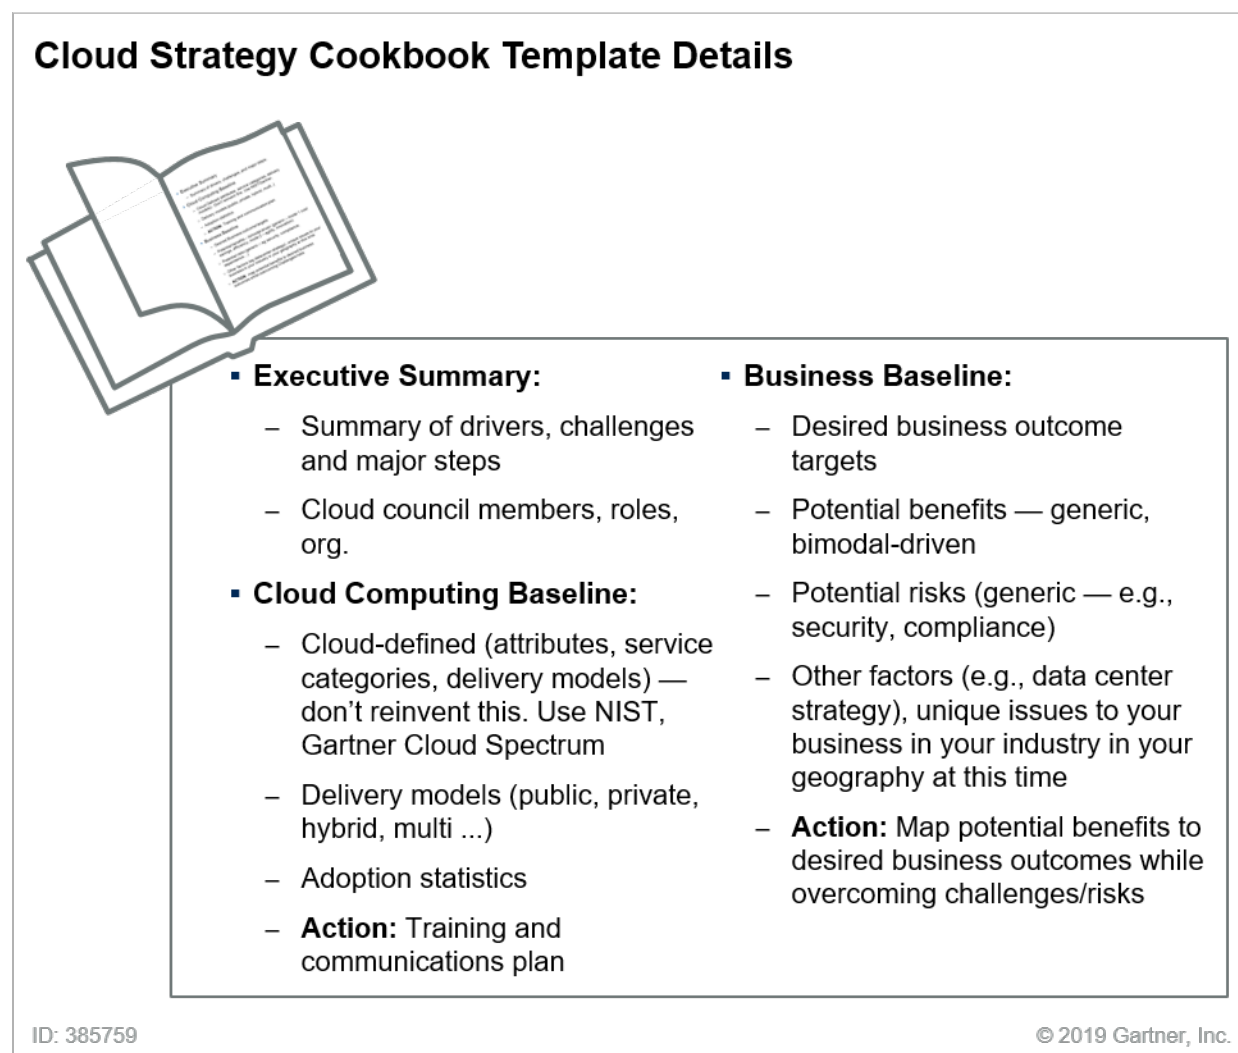 Cloud Strategy Cookbook Template Details
▪ Executive Summary:
– Summary of drivers, challenges
and major steps
– Cloud council members, roles,
org.
▪ Cloud Computing Baseline:
– Cloud-defined (attributes, service
categories, delivery models) —
don’t reinvent this. Use NIST,
Gartner Cloud Spectrum
– Delivery models (public, private,
hybrid, multi ...)
– Adoption statistics
– Action: Training and
communications plan
▪ Business Baseline:
– Desired business outcome
targets
– Potential benefits — generic,
bimodal-driven
– Potential risks (generic — e.g.,
security, compliance)
– Other factors (e.g., data center
strategy), unique issues to your
business in your industry in your
geography at this time
– Action: Map potential benefits to
desired business outcomes while
overcoming challenges/risks
ID: 385759
© 2019 Gartner, Inc.